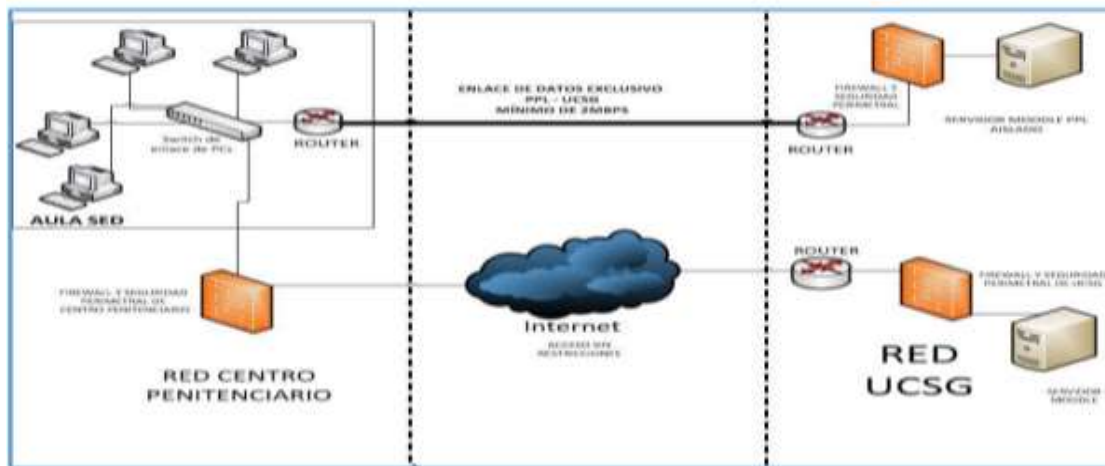 AULA SED
Switch de
enlace de PCs
ROUTER
FIREWALL Y SEGURIDAD
PERIMETRAL DE
CENTRO PENITENCIARIO
RED CENTRO
PENITENCIARIO
ENLACE DE DATOS EXCLUSIVO
PPL - UCSG
MÍNIMO DE 2MBPS
Internet
ACCESO SIN
RESTRICCIONES
ROUTER
FIREWALL Y
SEGURIDAD
PERIMETRAL
SERVIDOR MOODLE PPL
AISLADO
ROUTER
FIREWALL Y SEGURIDAD
PERIMETRAL DE UCSG
RED
UCSG
SERVIDOR
MOODLE